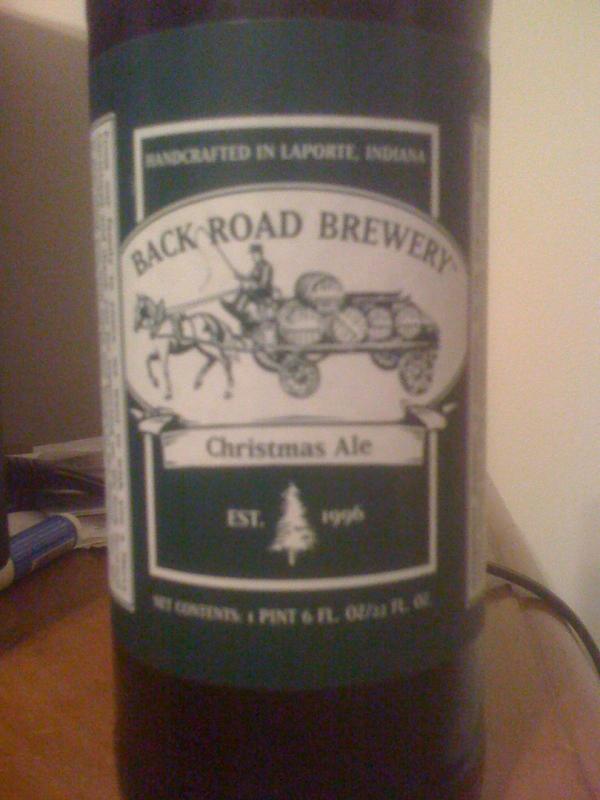 HANDCRAFTED IN LAPORTE, INDIANA
BACK ROAD BREWERY™
Christmas Ale
EST. 1996
NET CONTENTS: 1 PINT 6 FL. OZ/22 FL. OZ.